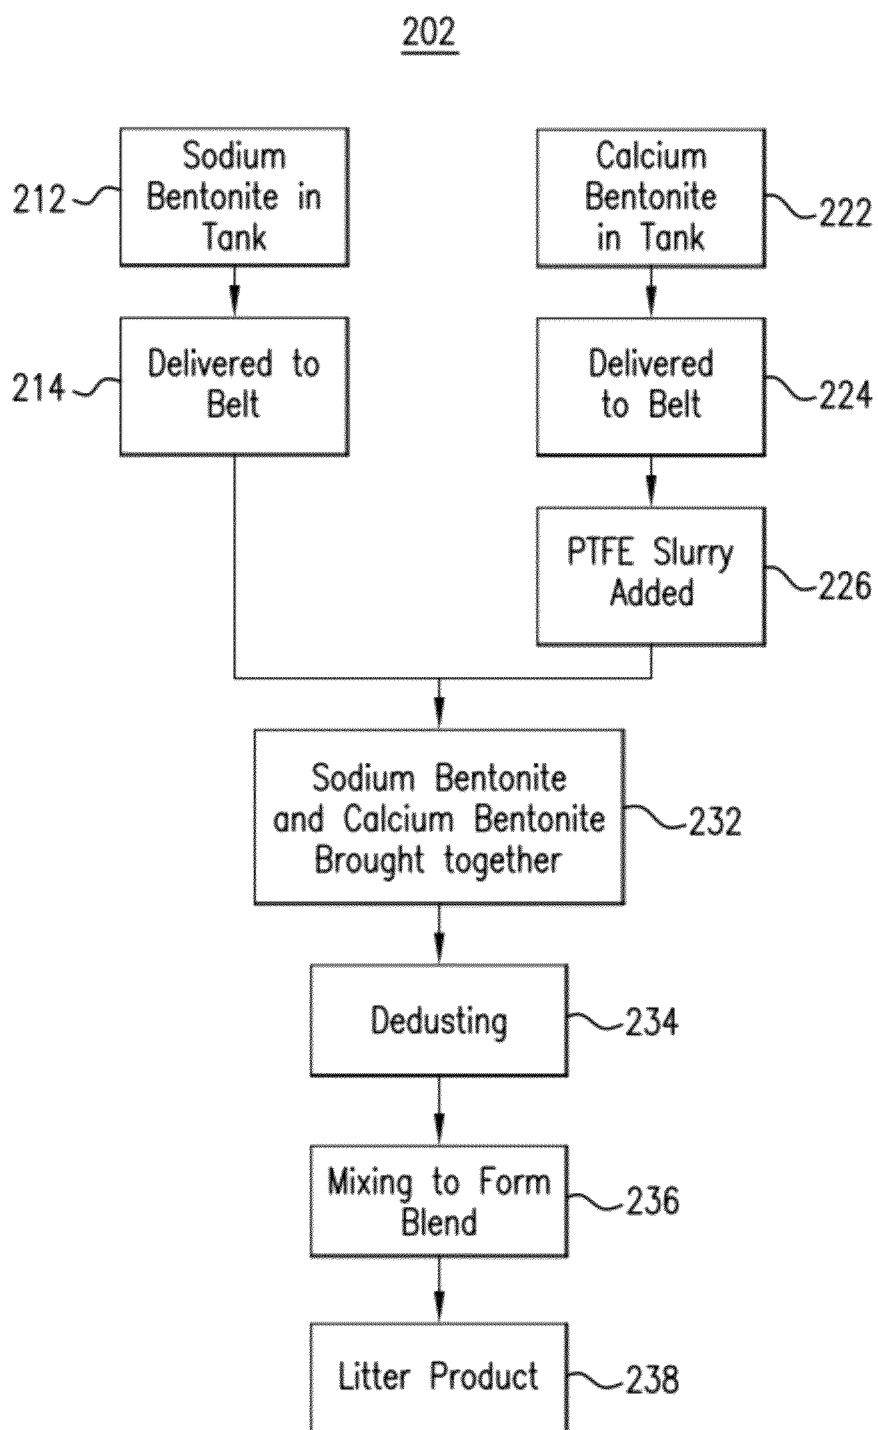 202
Sodium
Bentonite in
Tank
212
Calcium
Bentonite
in Tank
222
Delivered to
Belt
214
Delivered
to Belt
224
PTFE Slurry
Added
226
Sodium Bentonite
and Calcium Bentonite
Brought together
232
Dedusting
234
Mixing to Form
Blend
236
Litter Product
238